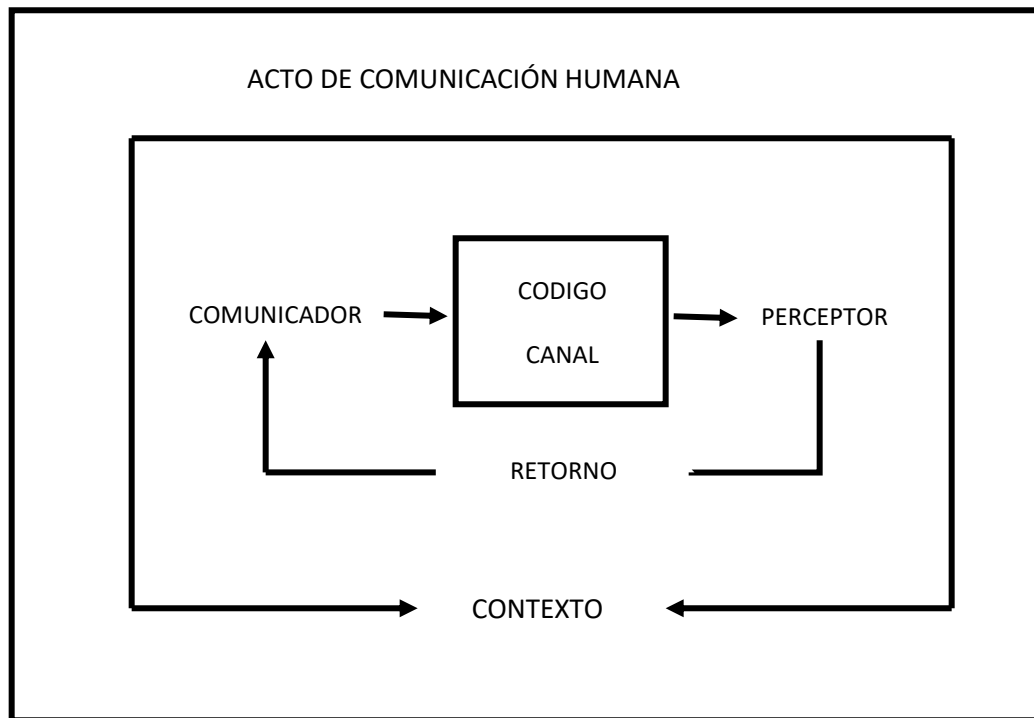 ACTO DE COMUNICACIÓN HUMANA
CODIGO
COMUNICADOR
PERCEPTOR
CANAL
RETORNO
CONTEXTO